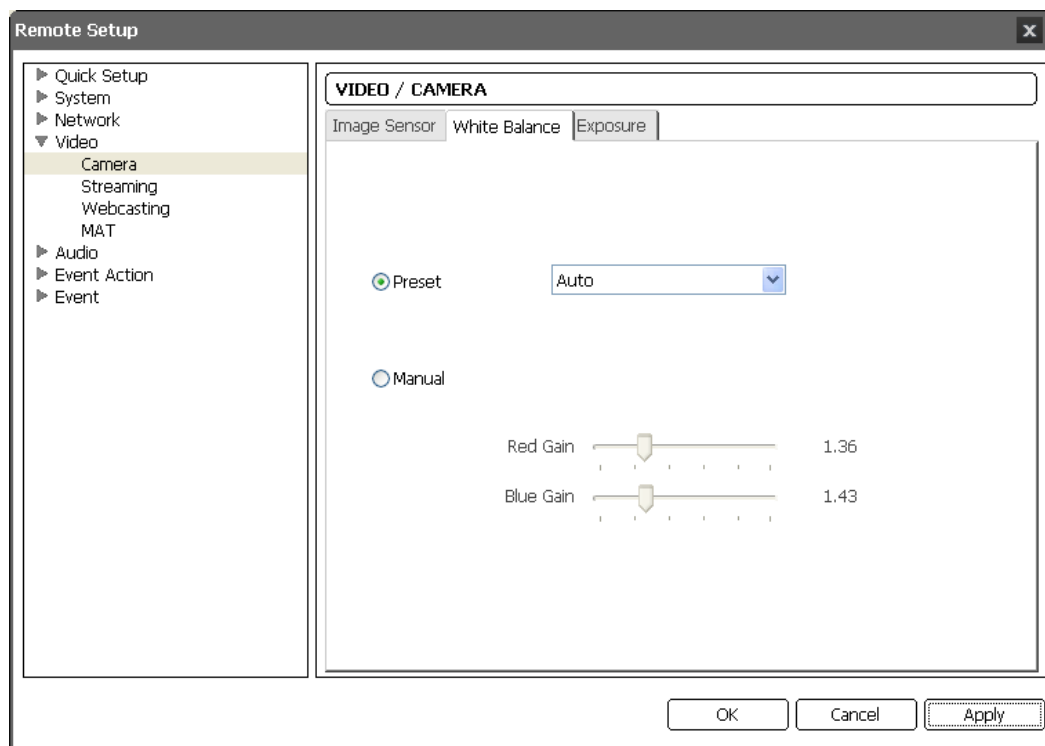 Remote Setup
Quick Setup
System
Network
Video
Camera
Streaming
Webcasting
MAT
Audio
Event Action
Event
VIDEO / CAMERA
Image Sensor
White Balance
Exposure
Preset
Auto
Manual
Red Gain 1.36
Blue Gain 1.43
OK
Cancel
Apply